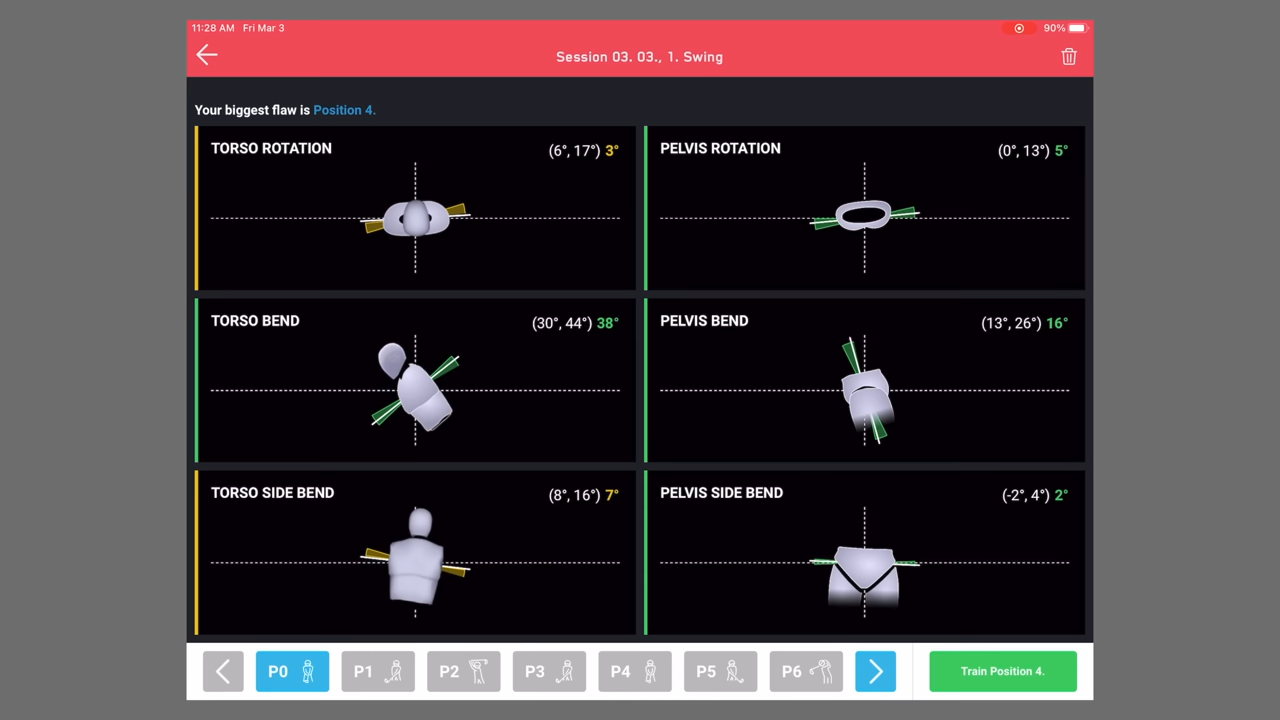 11:28 AM Fri Mar 3
90%
Session 03. 03., 1. Swing
Your biggest flaw is Position 4.
TORSO ROTATION (6°, 17°) 3°
PELVIS ROTATION (0°, 13°) 5°
TORSO BEND (30°, 44°) 38°
PELVIS BEND (13°, 26°) 16°
TORSO SIDE BEND (8°, 16°) 7°
PELVIS SIDE BEND (-2°, 4°) 2°
P0 P1 P2 P3 P4 P5 P6
Train Position 4.